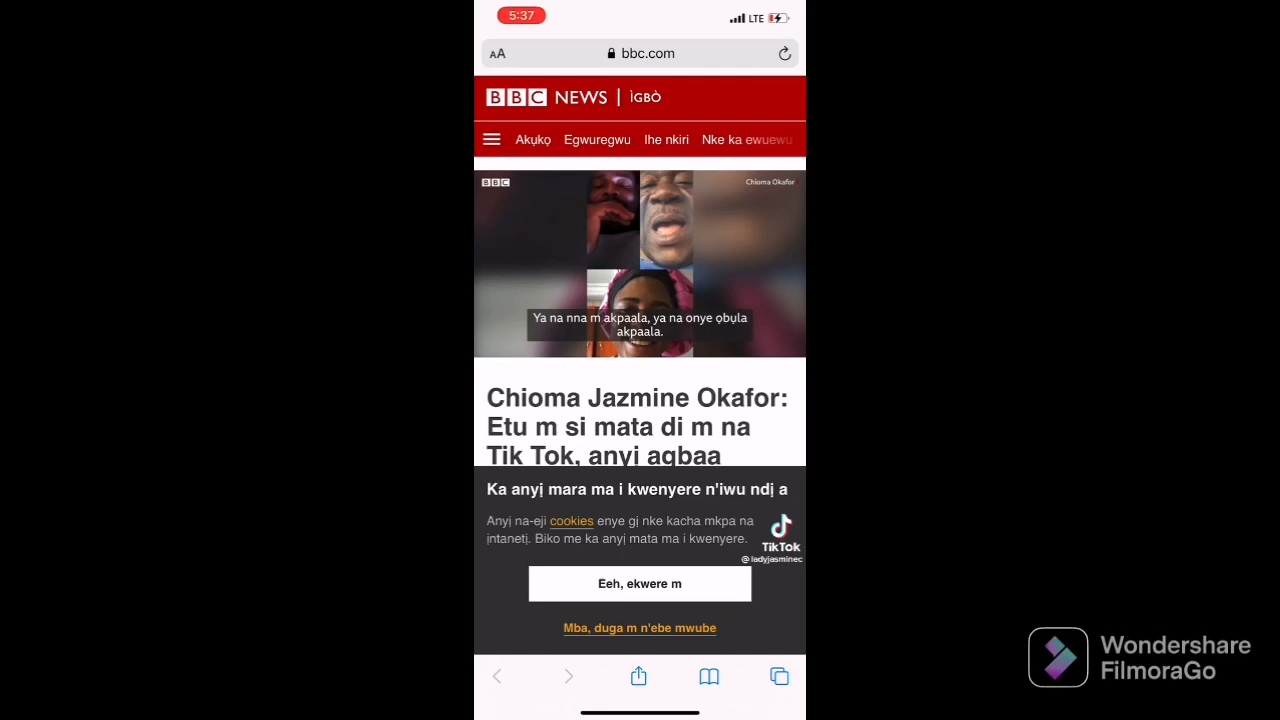 5:37
LTE
AA
bbc.com
BBC NEWS | ÌGBÒ
Akụkọ Egwuregwu Ihe nkiri Nke ka ewuewu
BBC
Chioma Okafor
Ya na nna m akpaala, ya na onye ọbụla
akpaala.
Chioma Jazmine Okafor:
Etu m si mata di m na
Tik Tok, anyị agbaa
Ka anyị mara ma i kwenyere n'iwu ndị a
Anyị na-eji cookies enye gị nke kacha mkpa na
ịntanetị. Biko me ka anyị mata ma i kwenyere.
TikTok
@ladyjasminec
Eeh, ekwere m
Mba, duga m n'ebe mwube
Wondershare
FilmoraGo